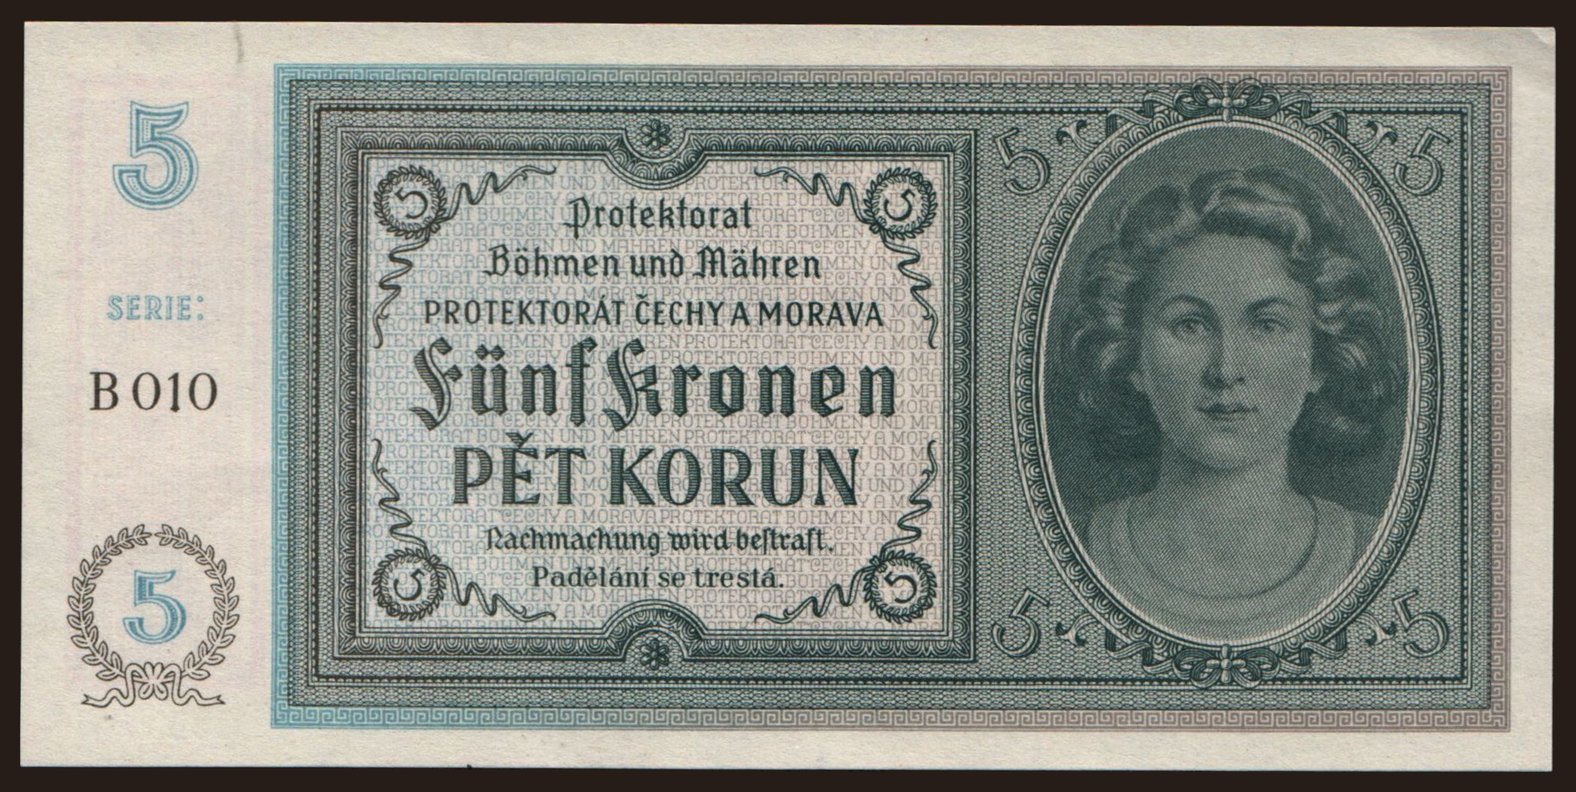 5
SERIE:
B 010
5
5 5
Protektorat
Böhmen und Mähren
PROTEKTORÁT ČECHY A MORAVA
Fünf Kronen
PĚT KORUN
Nachmachung wird beſtraft.
Padělání se trestá.
5 5
5 5
5 5